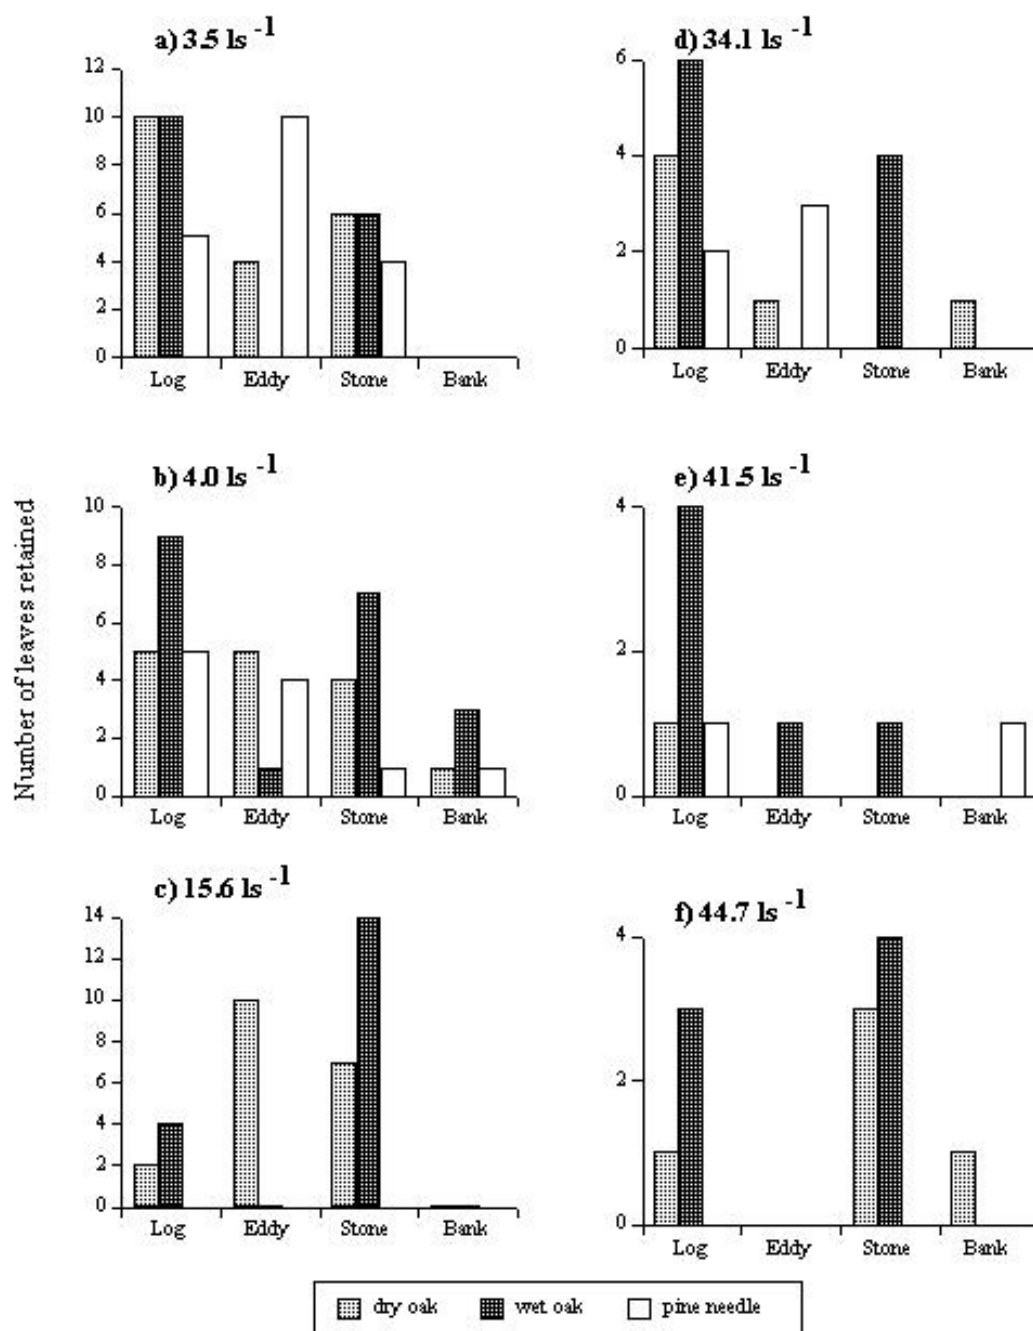 a) 3.5 ls -1
12
10
8
6
4
2
0
Log Eddy Stone Bank
d) 34.1 ls -1
6
4
2
0
Log Eddy Stone Bank
Number of leaves retained
b) 4.0 ls -1
10
8
6
4
2
0
Log Eddy Stone Bank
e) 41.5 ls -1
4
2
0
Log Eddy Stone Bank
c) 15.6 ls -1
14
12
10
8
6
4
2
0
Log Eddy Stone Bank
f) 44.7 ls -1
4
2
0
Log Eddy Stone Bank
dry oak wet oak pine needle